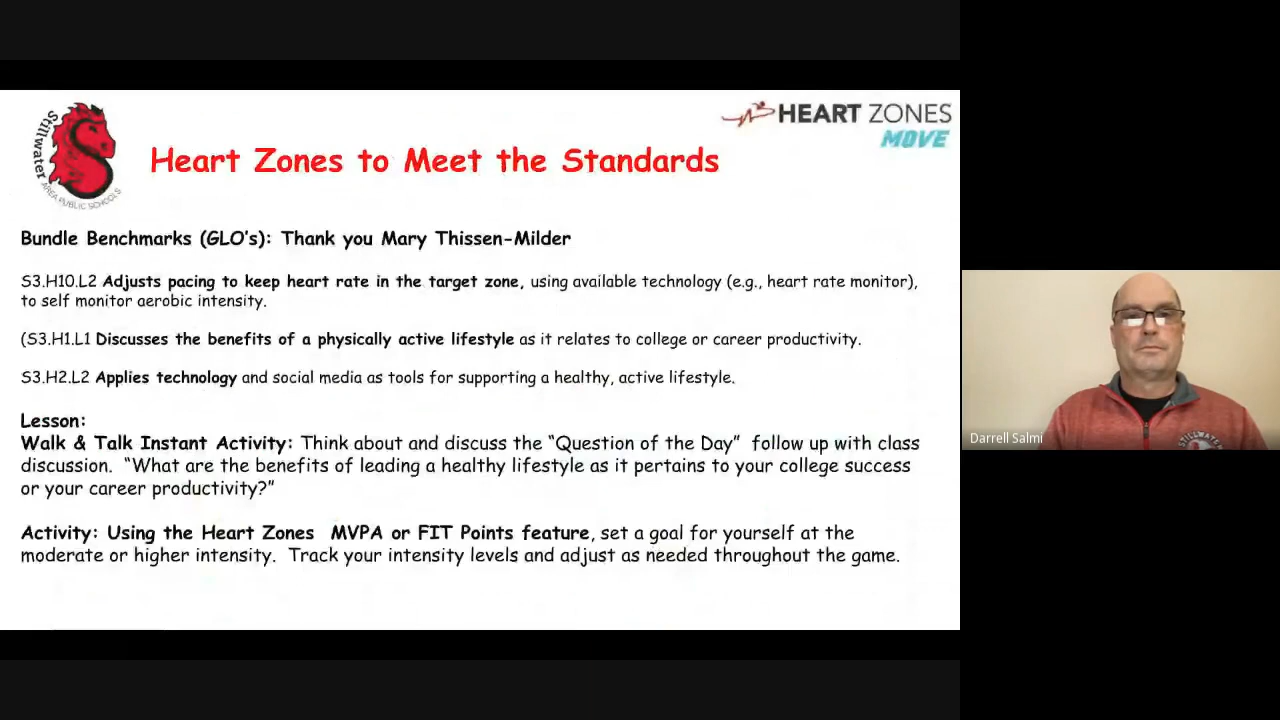 Stillwater
AREA PUBLIC SCHOOLS
HEART ZONES
MOVE
Heart Zones to Meet the Standards
Bundle Benchmarks (GLO's): Thank you Mary Thissen-Milder
S3.H10.L2 Adjusts pacing to keep heart rate in the target zone, using available technology (e.g., heart rate monitor),
to self monitor aerobic intensity.
(S3.H1.L1 Discusses the benefits of a physically active lifestyle as it relates to college or career productivity.
S3.H2.L2 Applies technology and social media as tools for supporting a healthy, active lifestyle.
Lesson:
Walk & Talk Instant Activity: Think about and discuss the “Question of the Day” follow up with class
discussion. “What are the benefits of leading a healthy lifestyle as it pertains to your college success
or your career productivity?”
Activity: Using the Heart Zones MVPA or FIT Points feature, set a goal for yourself at the
moderate or higher intensity. Track your intensity levels and adjust as needed throughout the game.
Darrell Salmi
STILLWATER